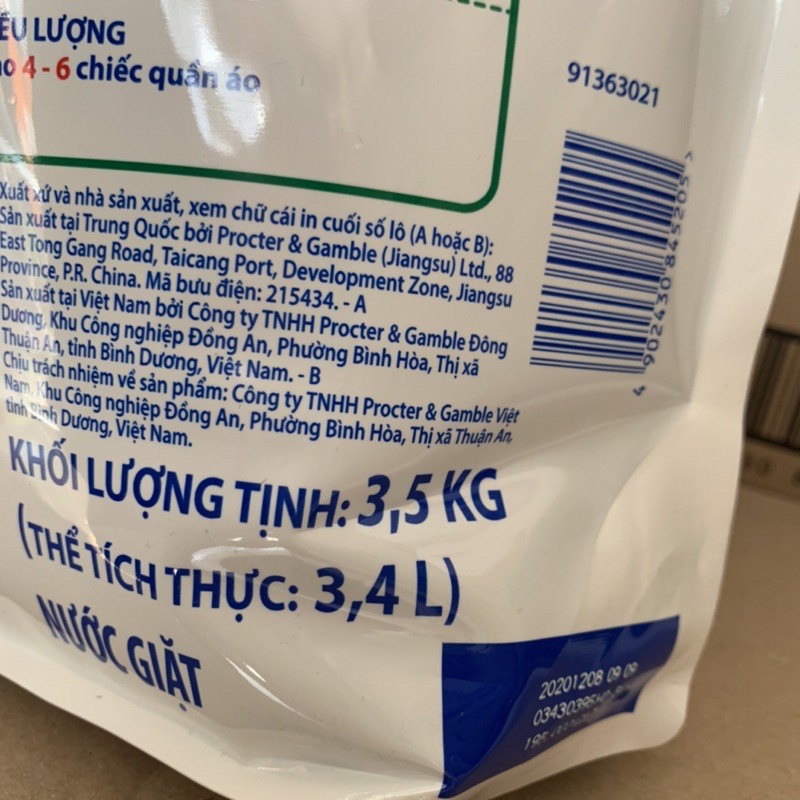 LƯỢNG
4 - 6 chiếc quần áo
91363021
Xuất xứ và nhà sản xuất, xem chữ cái in cuối số lô (A hoặc B):
Sản xuất tại Trung Quốc bởi Procter & Gamble (Jiangsu) Ltd., 88
East Tong Gang Road, Taicang Port, Development Zone, Jiangsu
Province, P.R. China. Mã bưu điện: 215434. - A
Sản xuất tại Việt Nam bởi Công ty TNHH Procter & Gamble Đông
Dương, Khu Công nghiệp Đồng An, Phường Bình Hòa, Thị xã
Thuận An, tỉnh Bình Dương, Việt Nam. - B
Chịu trách nhiệm về sản phẩm: Công ty TNHH Procter & Gamble Việt
Nam, Khu Công nghiệp Đồng An, Phường Bình Hòa, Thị xã Thuận An,
tỉnh Bình Dương, Việt Nam.
4 902430 845205 >
KHỐI LƯỢNG TỊNH: 3,5 KG
(THỂ TÍCH THỰC: 3,4 L)
NƯỚC GIẶT
20201208 09 09